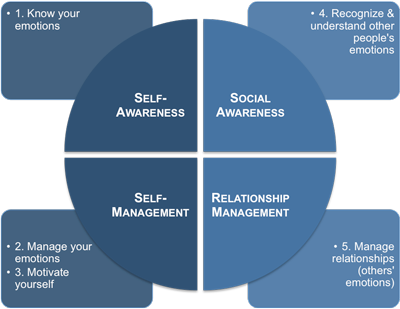 • 1. Know your
emotions
• 4. Recognize &
understand other
people's
emotions
SELF-
AWARENESS
SOCIAL
AWARENESS
SELF-
MANAGEMENT
RELATIONSHIP
MANAGEMENT
• 2. Manage your
emotions
• 3. Motivate
yourself
• 5. Manage
relationships
(others'
emotions)